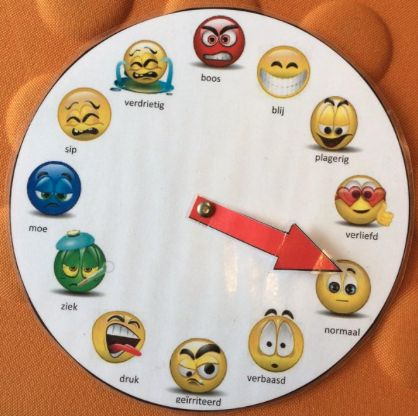 boos
blij
plagerig
verliefd
normaal
verbaasd
geïrriteerd
druk
ziek
moe
sip
verdrietig